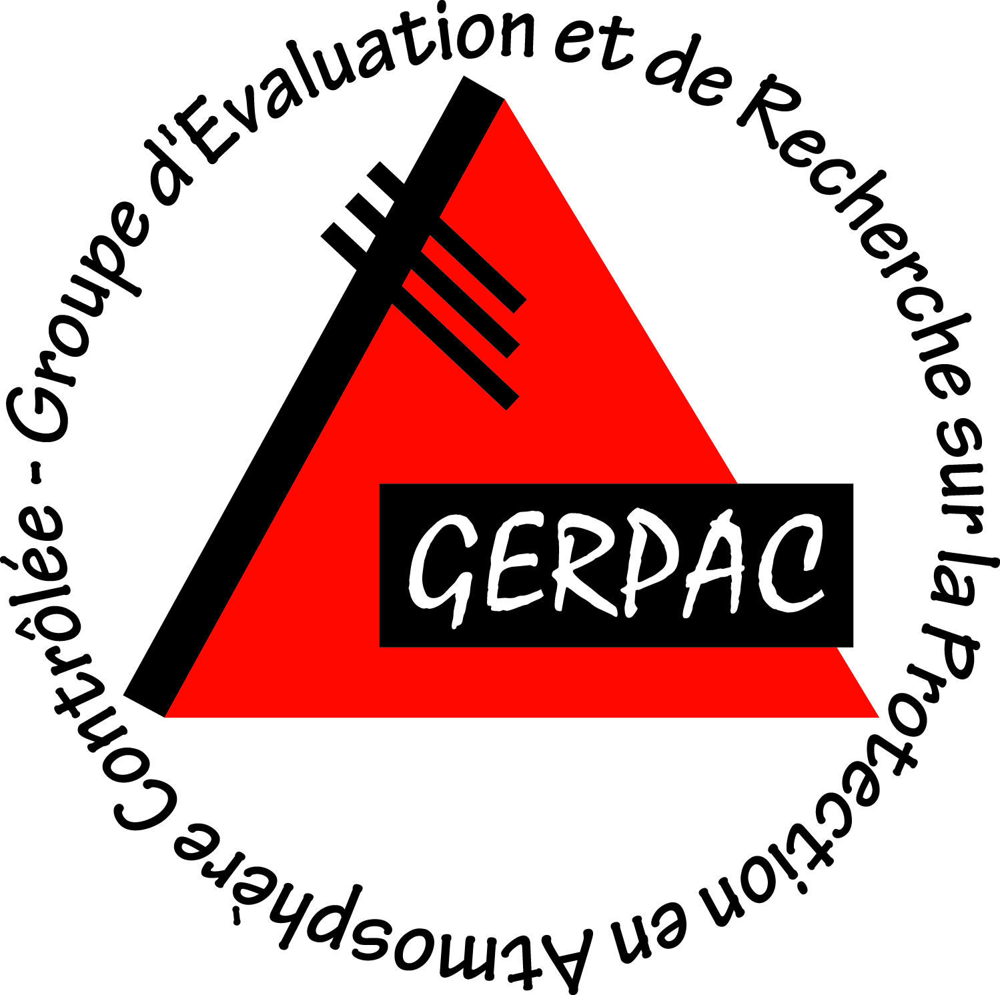 Groupe d'Evaluation et de Recherche sur la Protection en Atmosphère Contrôlée -
GERPAC